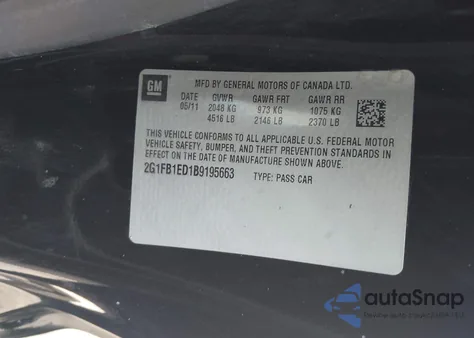 GM
MFD BY GENERAL MOTORS OF CANADA LTD.
DATE GVWR GAWR FRT GAWR RR
05/11 2048 KG 973 KG 1075 KG
4516 LB 2146 LB 2370 LB
THIS VEHICLE CONFORMS TO ALL APPLICABLE U.S. FEDERAL MOTOR
VEHICLE SAFETY, BUMPER, AND THEFT PREVENTION STANDARDS IN
EFFECT ON THE DATE OF MANUFACTURE SHOWN ABOVE.
2G1FB1ED1B9195663 TYPE: PASS CAR
autoSnap